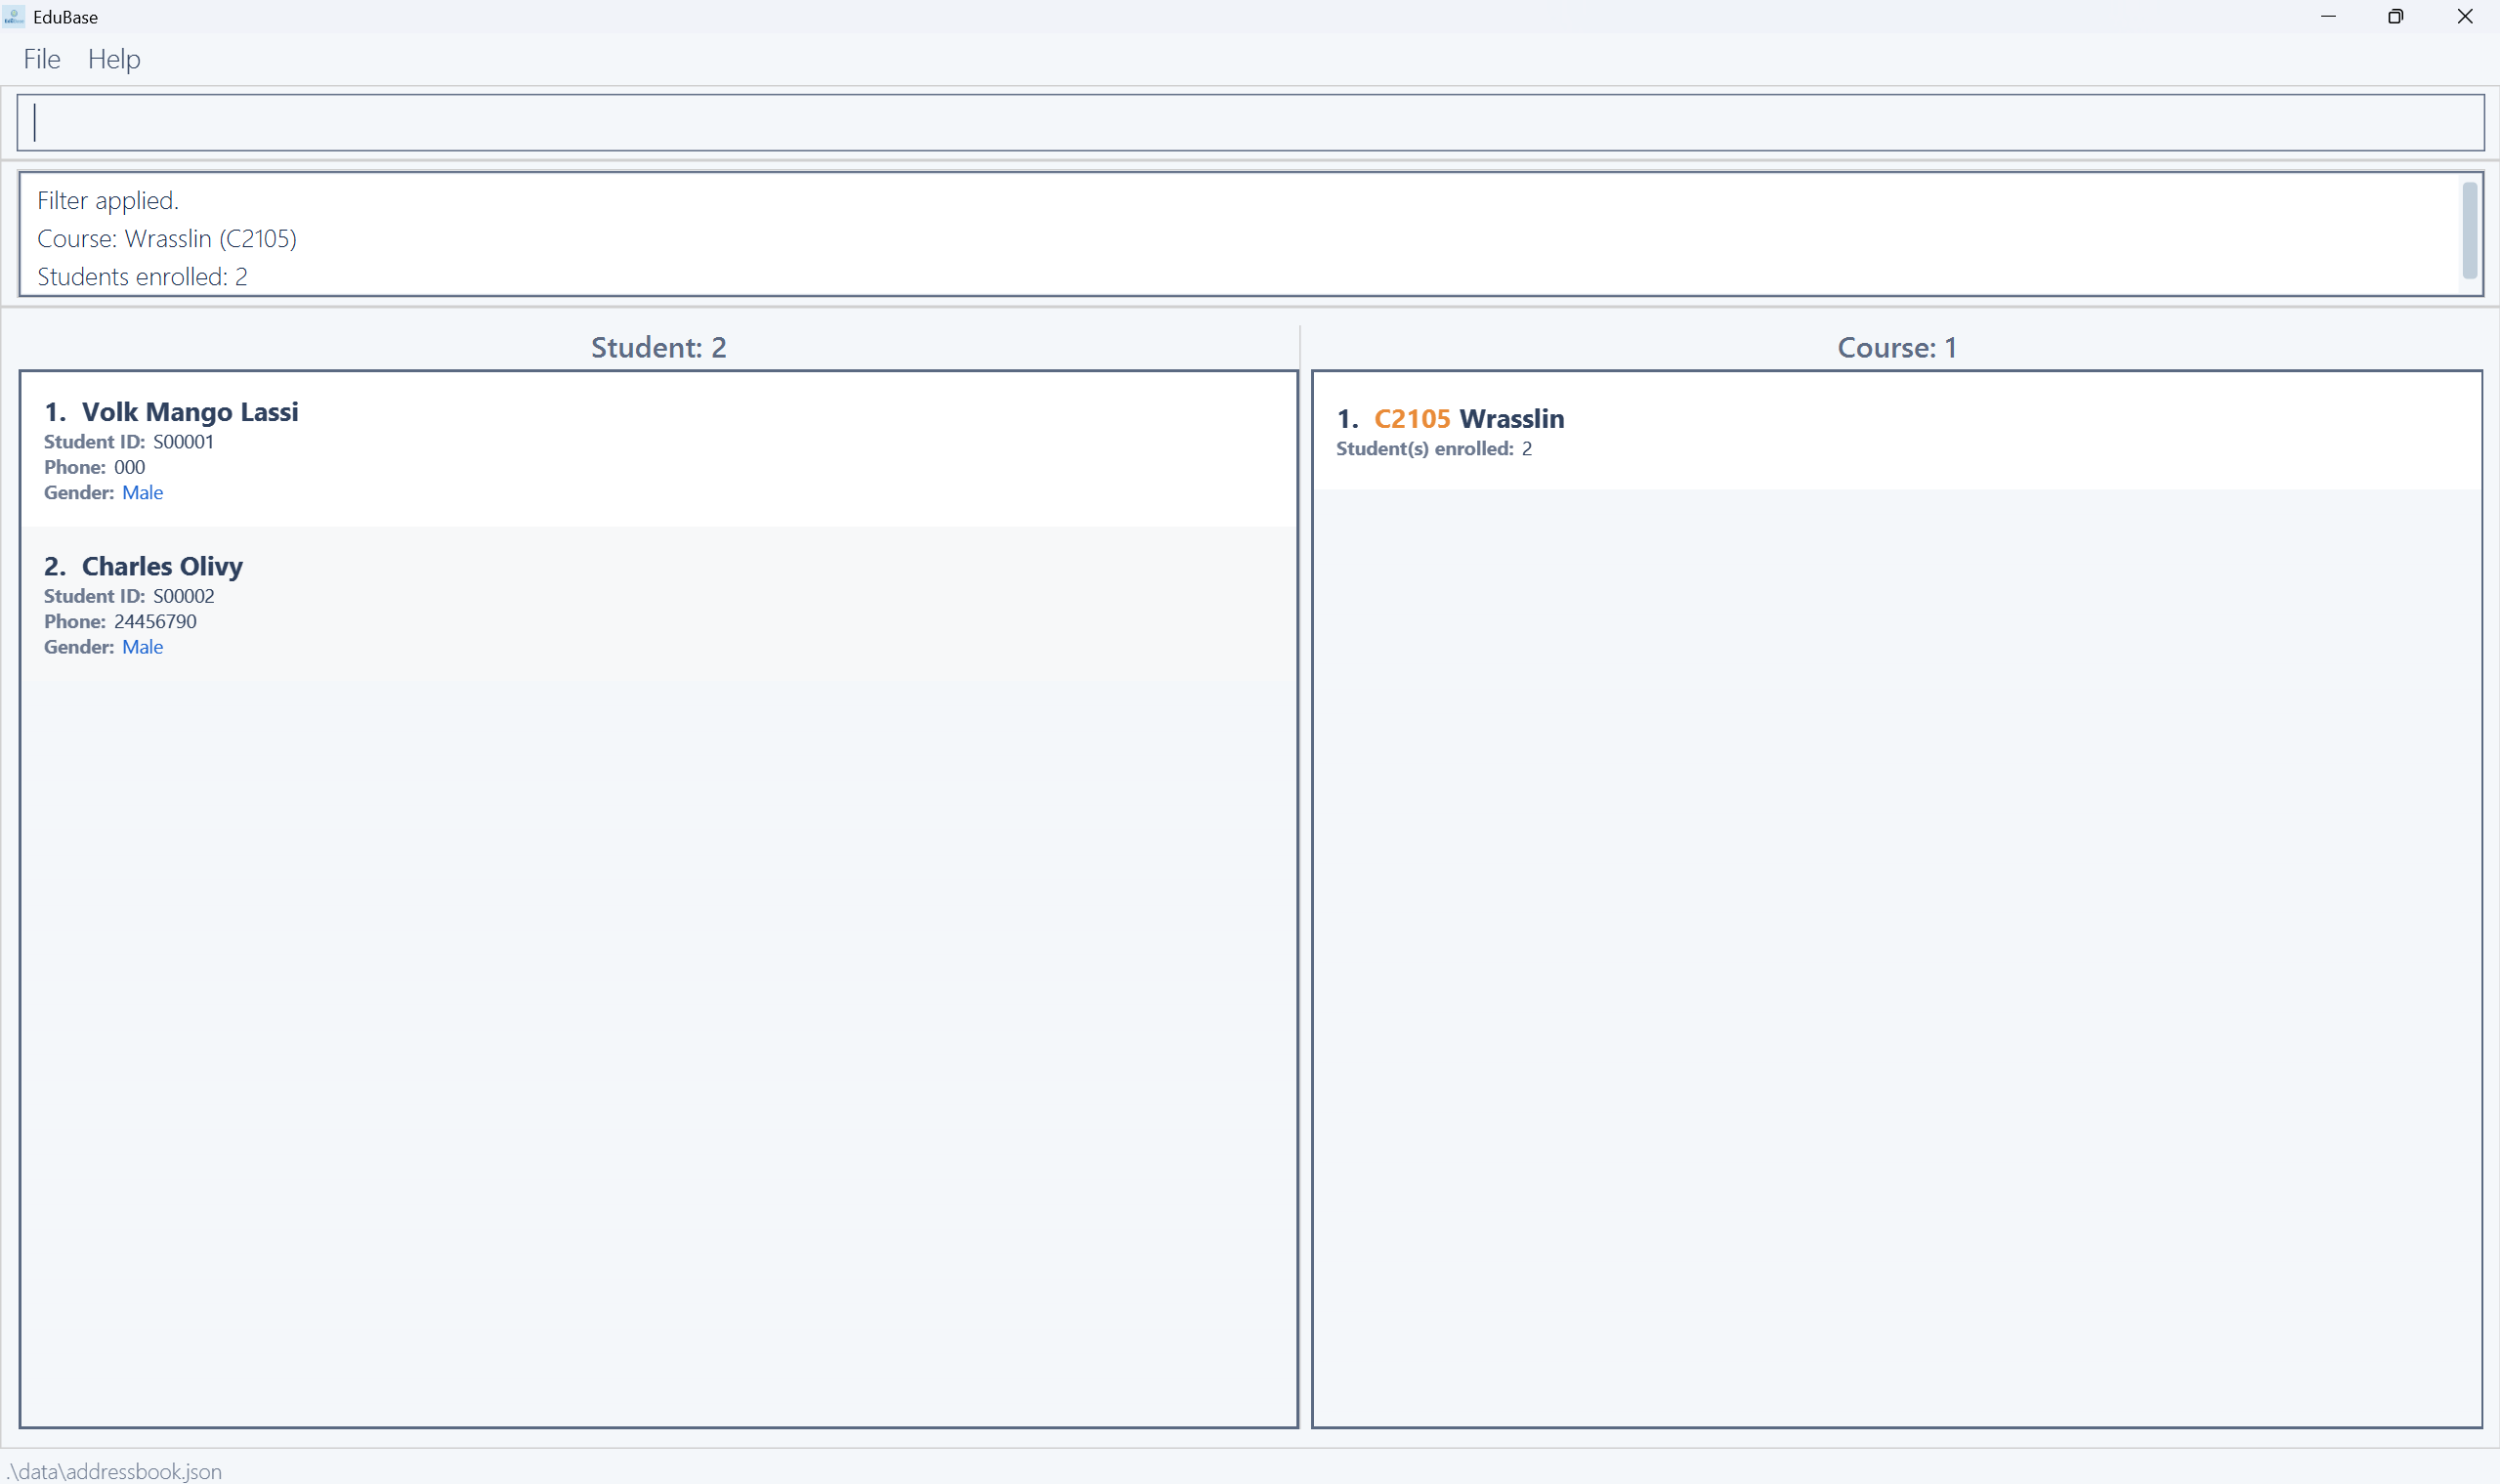 EduBase
File Help
Filter applied.
Course: Wrasslin (C2105)
Students enrolled: 2
Student: 2
1. Volk Mango Lassi
Student ID: S00001
Phone: 000
Gender: Male
2. Charles Olivy
Student ID: S00002
Phone: 24456790
Gender: Male
Course: 1
1. C2105 Wrasslin
Student(s) enrolled: 2
.\data\addressbook.json